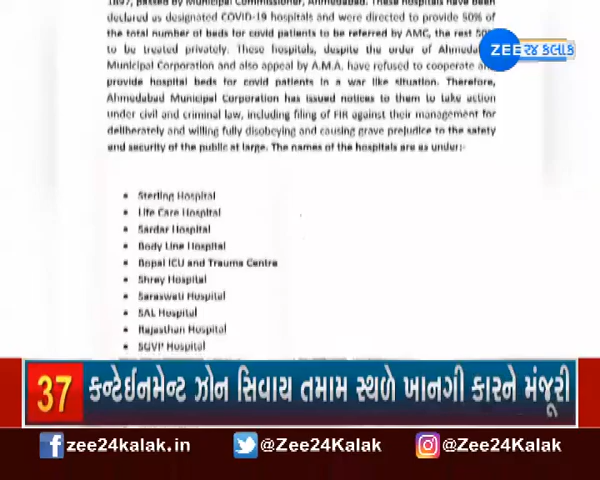 1897, passed by Municipal Commissioner, Ahmedabad. These hospitals have been
declared as designated COVID-19 hospitals and were directed to provide 50% of
the total number of beds for covid patients to be referred by AMC, the rest 50%
to be treated privately. These hospitals, despite the order of Ahmedabad
Municipal Corporation and also appeal by A.M.A, have refused to cooperate and
provide hospital beds for covid patients in a war like situation. Therefore,
Ahmedabad Municipal Corporation has issued notices to them to take action
under civil and criminal law, including filing of FIR against their management for
deliberately and willing fully disobeying and causing grave prejudice to the safety
and security of the public at large. The names of the hospitals are as under:-
ZEE ૨૪ કલાક
• Sterling Hospital
• Life Care Hospital
• Sardar Hospital
• Body Line Hospital
• Bopal ICU and Trauma Centre
• Shrey Hospital
• Saraswati Hospital
• SAL Hospital
• Rajasthan Hospital
• SGVP Hospital
37 કન્ટેઈનમેન્ટ ઝોન સિવાય તમામ સ્થળે ખાનગી કારને મંજૂરી
zee24kalak.in @Zee24Kalak @Zee24Kalak